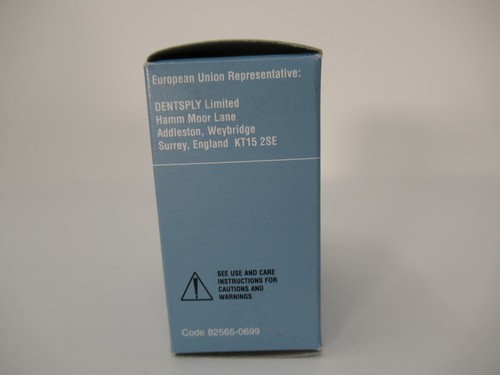 European Union Representative:
DENTSPLY Limited
Hamm Moor Lane
Addleston, Weybridge
Surrey, England KT15 2SE
SEE USE AND CARE
INSTRUCTIONS FOR
CAUTIONS AND
WARNINGS
Code 82565-0699